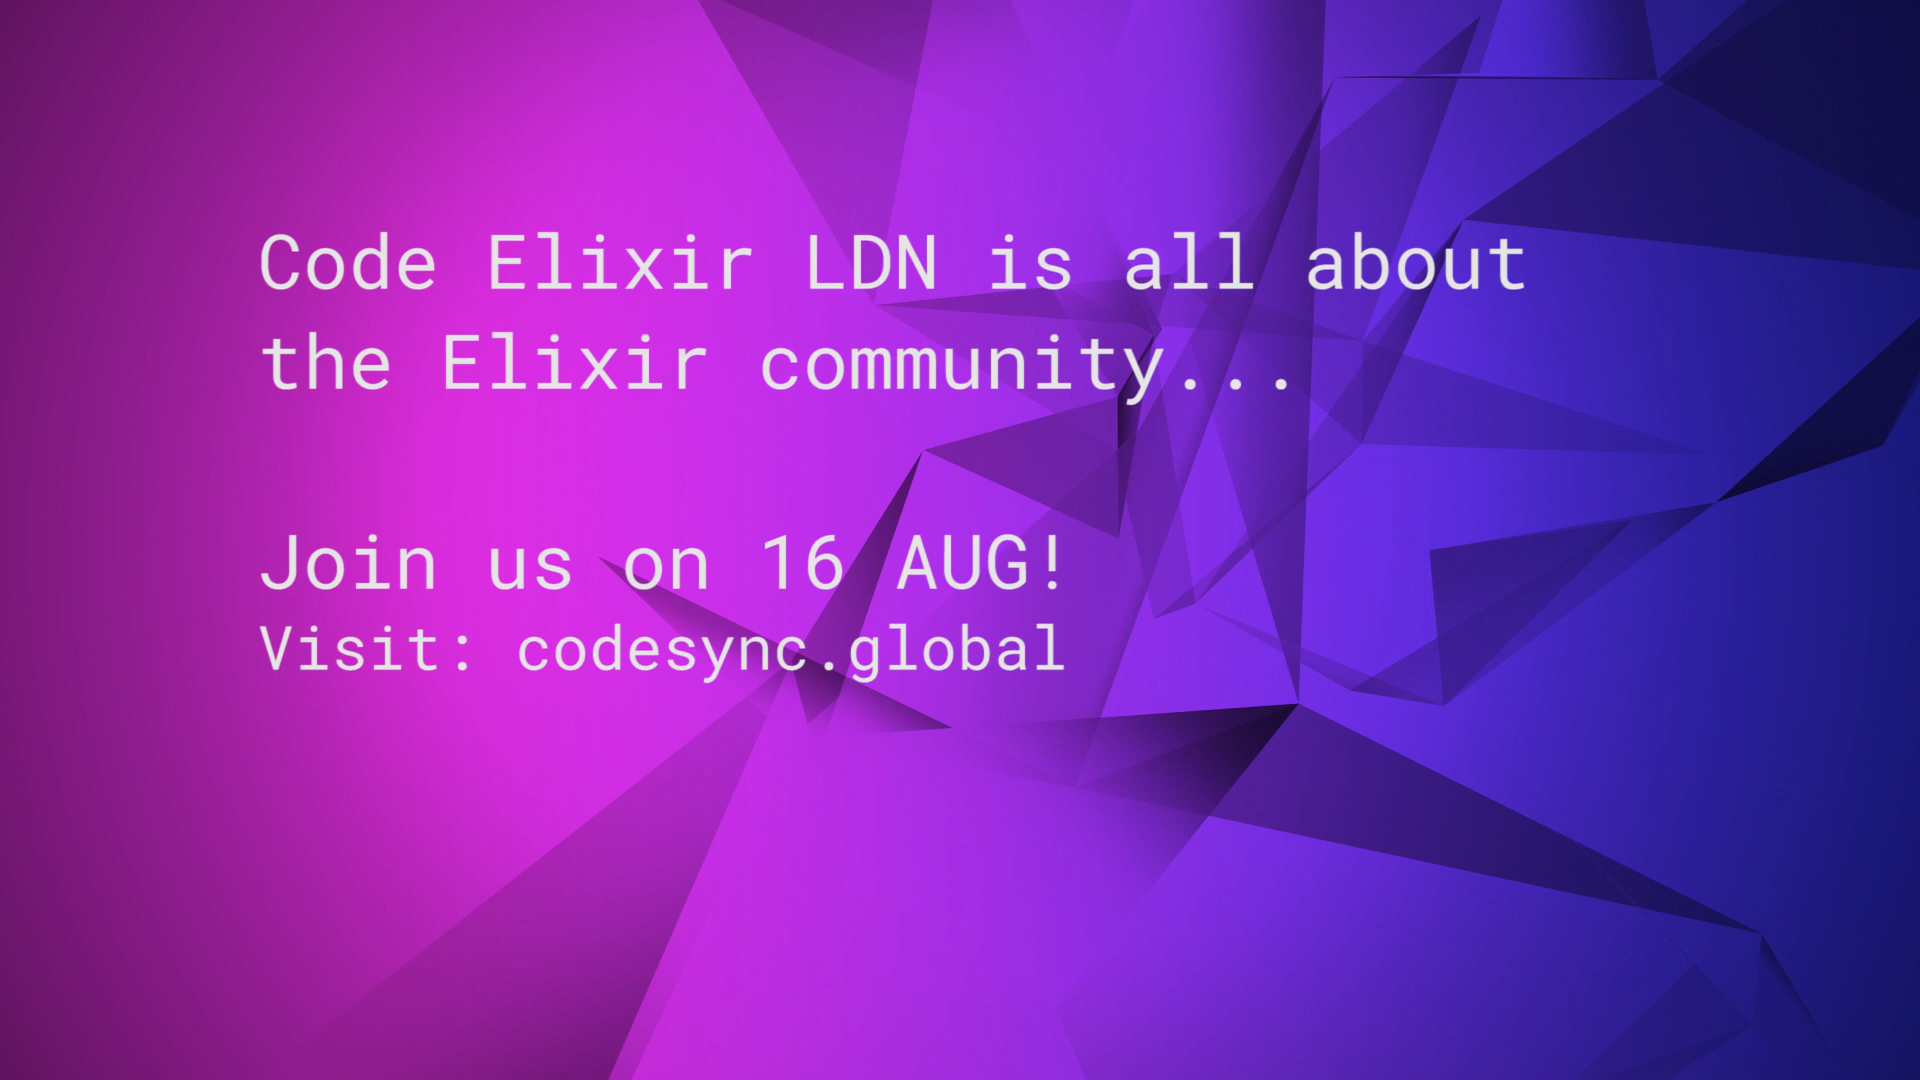 Code Elixir LDN is all about
the Elixir community...
Join us on 16 AUG!
Visit: codesync.global